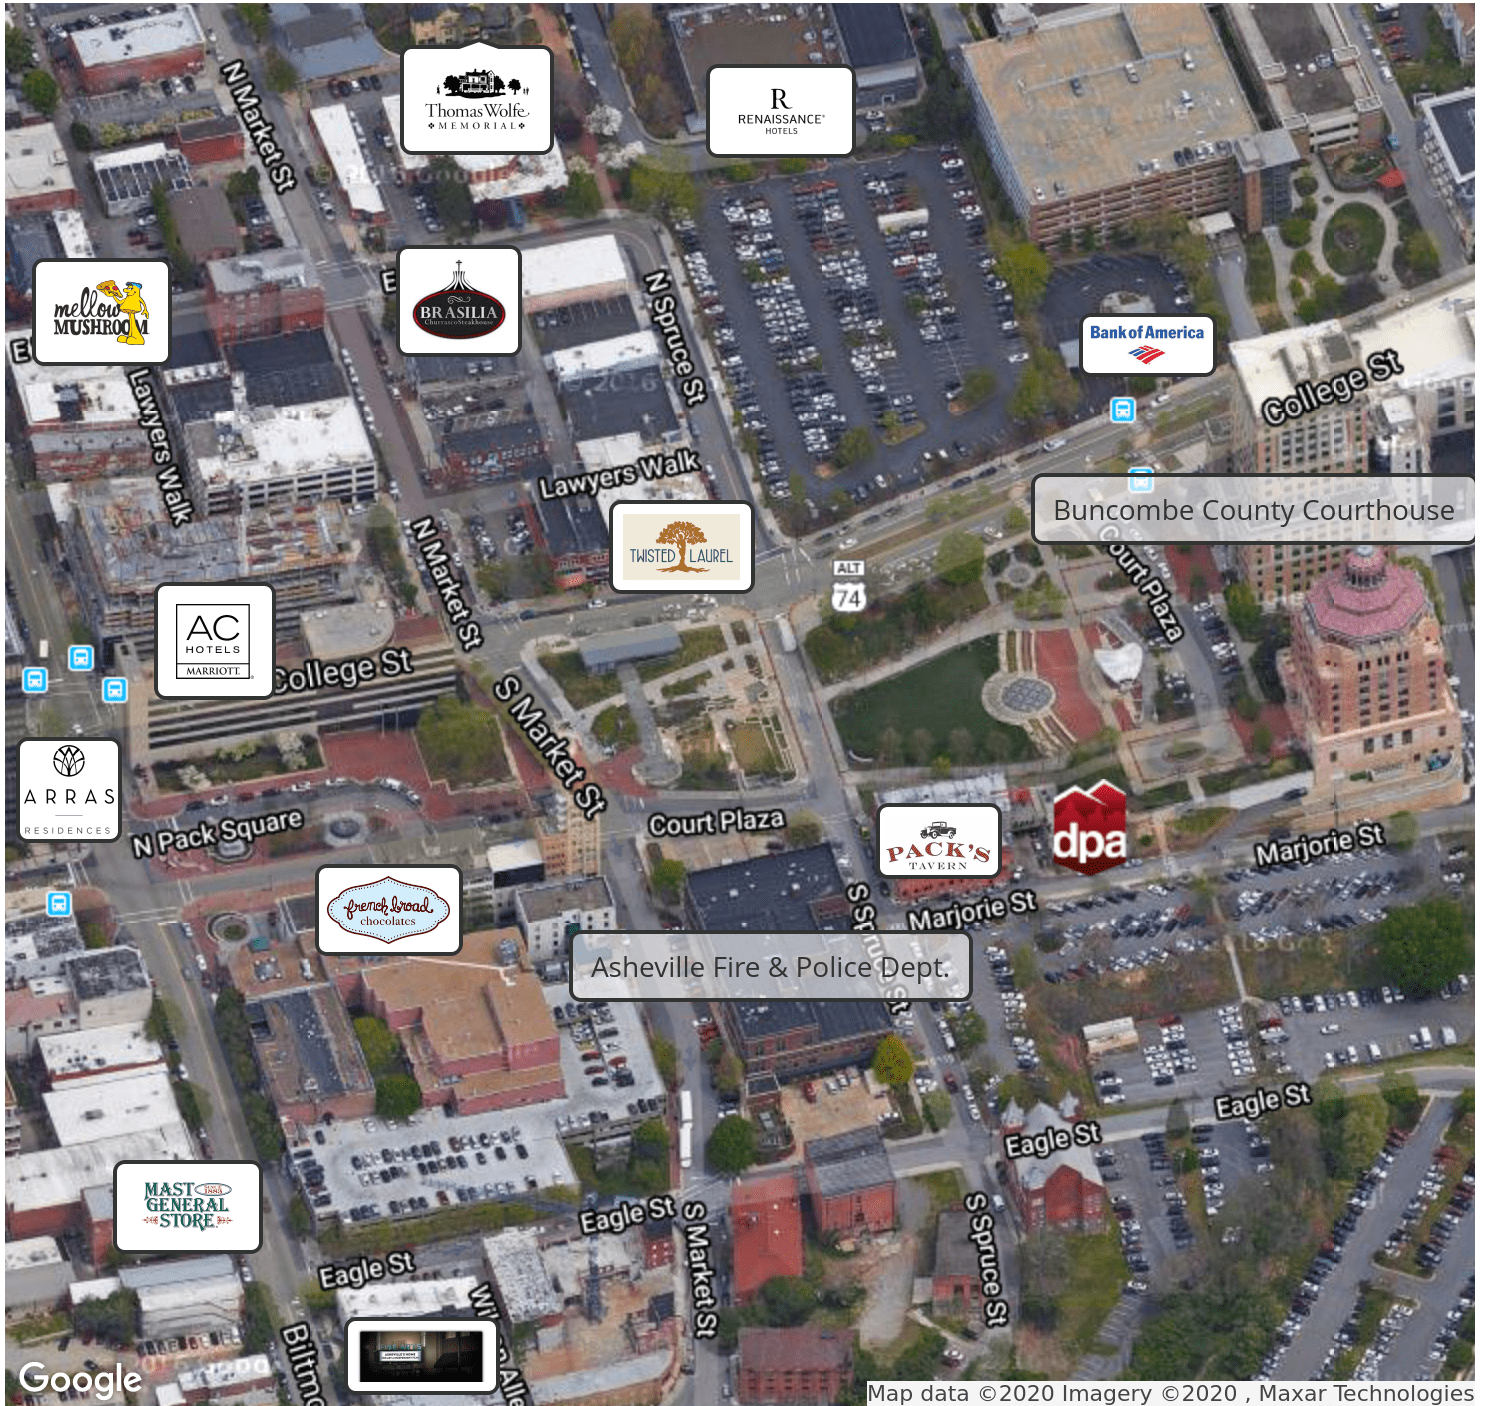 N Market St
Thomas Wolfe
MEMORIAL
R
RENAISSANCE®
HOTELS
mellow
MUSHROOM
BRASILIA
Churrasco Steakhouse
N Spruce St
Bank of America
College St
Lawyers Walk
Lawyers Walk
Buncombe County Courthouse
TWISTED LAUREL
N Market St
Court Plaza
ALT
74
AC
HOTELS
MARRIOTT
College St
S Market St
ARRAS
RESIDENCES
N Pack Square
Court Plaza
PACK'S
TAVERN
dpa
Marjorie St
french broad
chocolates
S Spruce St
Marjorie St
Asheville Fire & Police Dept.
Eagle St
Eagle St
MAST
SINCE
1883
GENERAL
STORE
Eagle St
S Market St
S Spruce St
Eagle St
Google
Map data ©2020 Imagery ©2020 , Maxar Technologies